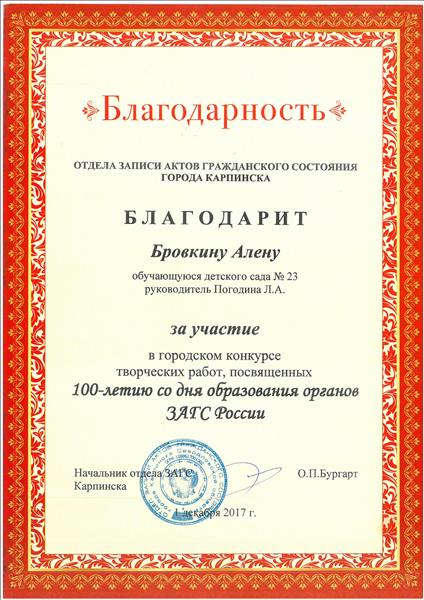 Благодарность
ОТДЕЛА ЗАПИСИ АКТОВ ГРАЖДАНСКОГО СОСТОЯНИЯ
ГОРОДА КАРПИНСКА
БЛАГОДАРИТ
Бровкину Алену
обучающуюся детского сада № 23
руководитель Погодина Л.А.
за участие
в городском конкурсе
творческих работ, посвященных
100-летию со дня образования органов
ЗАГС России
Начальник отдела ЗАГС
Карпинска
О.П.Бургарт
1 декабря 2017 г.